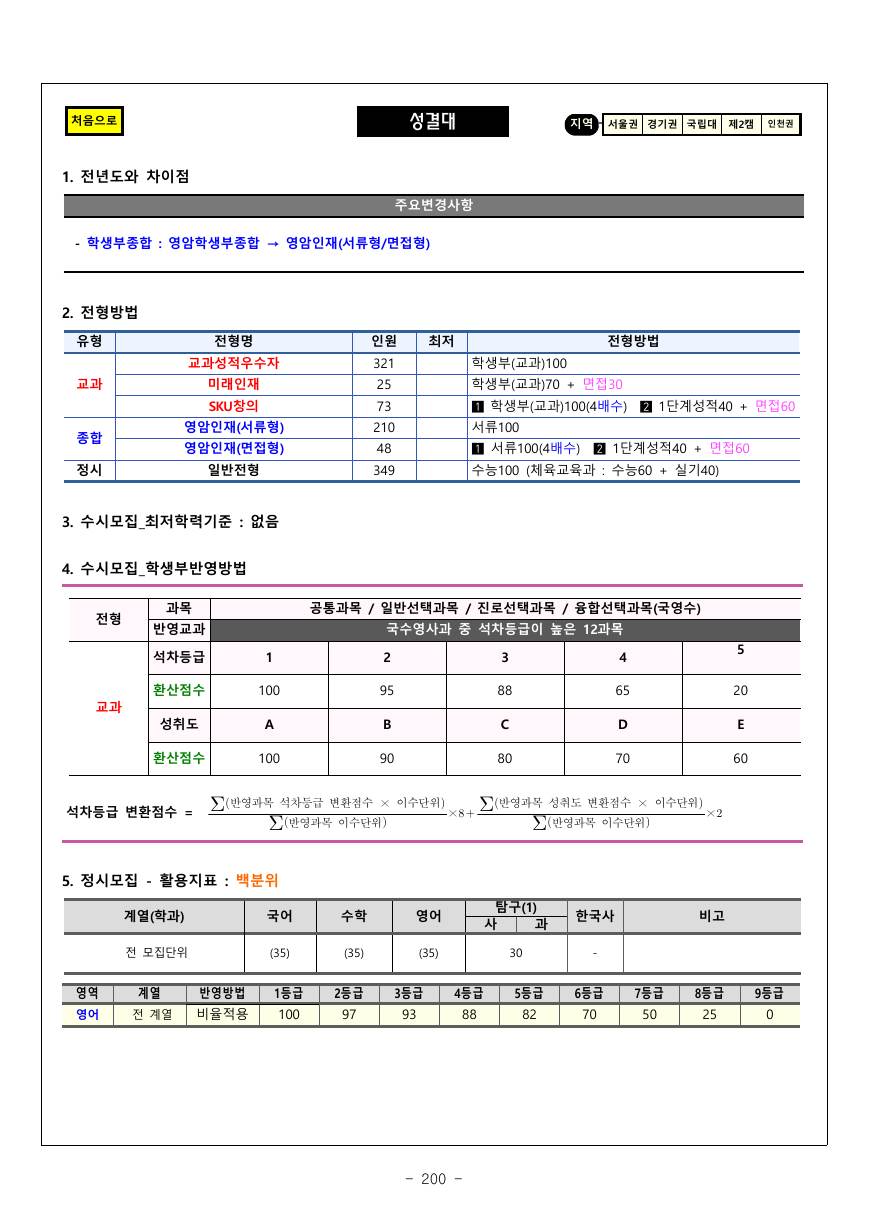 처음으로
성결대
지역 서울권 경기권 국립대 제2캠 인천권
1. 전년도와 차이점
주요변경사항
- 학생부종합 : 영암학생부종합 → 영암인재(서류형/면접형)
2. 전형방법
유형 전형명 인원 최저 전형방법
교과
교과성적우수자 321 학생부(교과)100
미래인재 25 학생부(교과)70 + 면접30
SKU창의 73 1 학생부(교과)100(4배수) 2 1단계성적40 + 면접60
종합
영암인재(서류형) 210 서류100
영암인재(면접형) 48 1 서류100(4배수) 2 1단계성적40 + 면접60
정시 일반전형 349 수능100 (체육교육과 : 수능60 + 실기40)
3. 수시모집_최저학력기준 : 없음
4. 수시모집_학생부반영방법
전형
과목 공통과목 / 일반선택과목 / 진로선택과목 / 융합선택과목(국영수)
반영교과 국수영사과 중 석차등급이 높은 12과목
교과
석차등급 1 2 3 4 5
환산점수 100 95 88 65 20
성취도 A B C D E
환산점수 100 90 80 70 60
석차등급 변환점수 = ∑(반영과목 석차등급 변환점수 × 이수단위) / ∑(반영과목 이수단위) ×8+ ∑(반영과목 성취도 변환점수 × 이수단위) / ∑(반영과목 이수단위) ×2
5. 정시모집 - 활용지표 : 백분위
계열(학과) 국어 수학 영어 탐구(1) 한국사 비고
사 과
전 모집단위 (35) (35) (35) 30 -
영역 계열 반영방법 1등급 2등급 3등급 4등급 5등급 6등급 7등급 8등급 9등급
영어 전 계열 비율적용 100 97 93 88 82 70 50 25 0
- 200 -